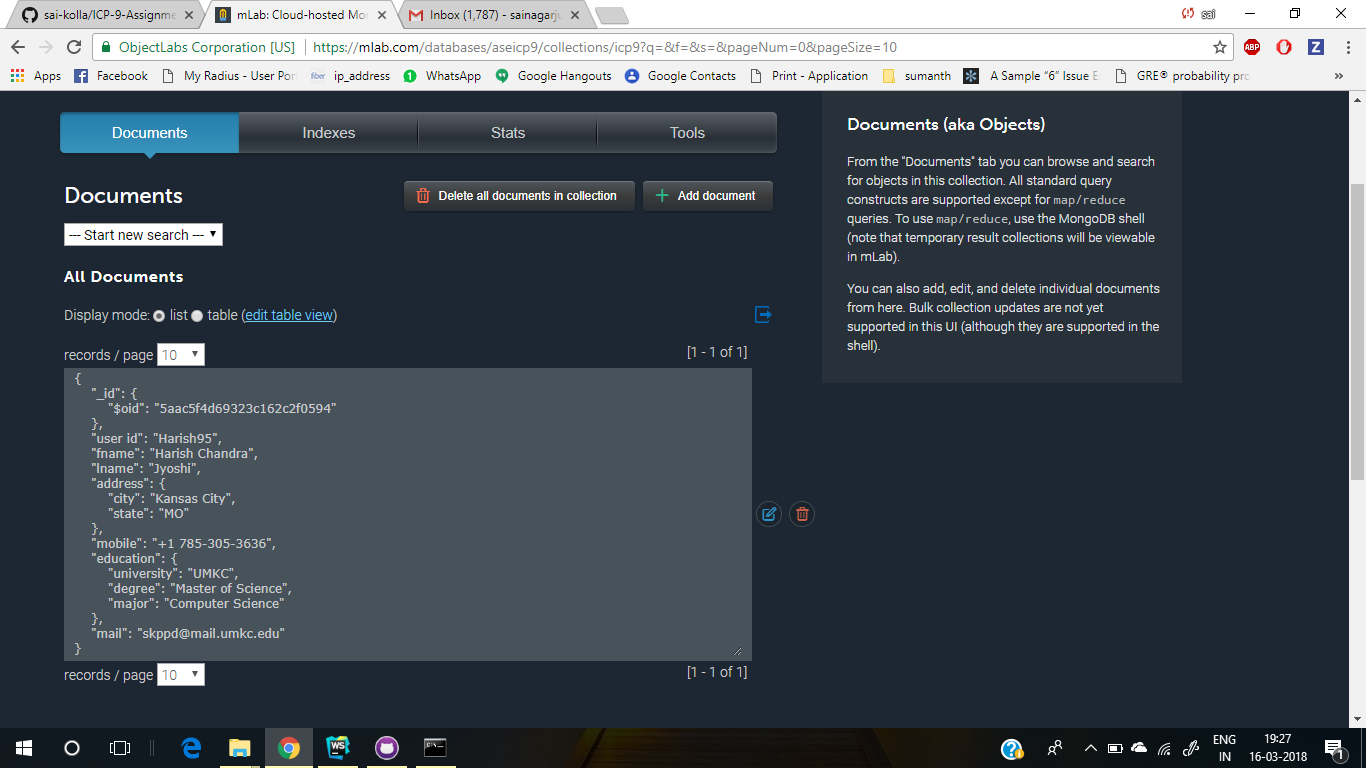 sai-kolla/ICP-9-Assignme
mLab: Cloud-hosted Mo
Inbox (1,787) - sainagarju
sai
ObjectLabs Corporation [US]
https://mlab.com/databases/aseicp9/collections/icp9?q=&f=&s=&pageNum=0&pageSize=10
ABP
Z
Apps
Facebook
My Radius - User Por
fiber
ip_address
1
WhatsApp
Google Hangouts
Google Contacts
Print - Application
sumanth
A Sample “6” Issue E
GRE® probability pro
»
Documents
Indexes
Stats
Tools
Documents
Delete all documents in collection
Add document
--- Start new search ---
All Documents
Display mode: list table (edit table view)
records / page 10
[1 - 1 of 1]
{
"_id": {
"$oid": "5aac5f4d69323c162c2f0594"
},
"user id": "Harish95",
"fname": "Harish Chandra",
"lname": "Jyoshi",
"address": {
"city": "Kansas City",
"state": "MO"
},
"mobile": "+1 785-305-3636",
"education": {
"university": "UMKC",
"degree": "Master of Science",
"major": "Computer Science"
},
"mail": "skppd@mail.umkc.edu"
}
records / page 10
[1 - 1 of 1]
Documents (aka Objects)
From the "Documents" tab you can browse and search
for objects in this collection. All standard query
constructs are supported except for map/reduce
queries. To use map/reduce, use the MongoDB shell
(note that temporary result collections will be viewable
in mLab).
You can also add, edit, and delete individual documents
from here. Bulk collection updates are not yet
supported in this UI (although they are supported in the
shell).
WS
ENG
IN
19:27
16-03-2018
1